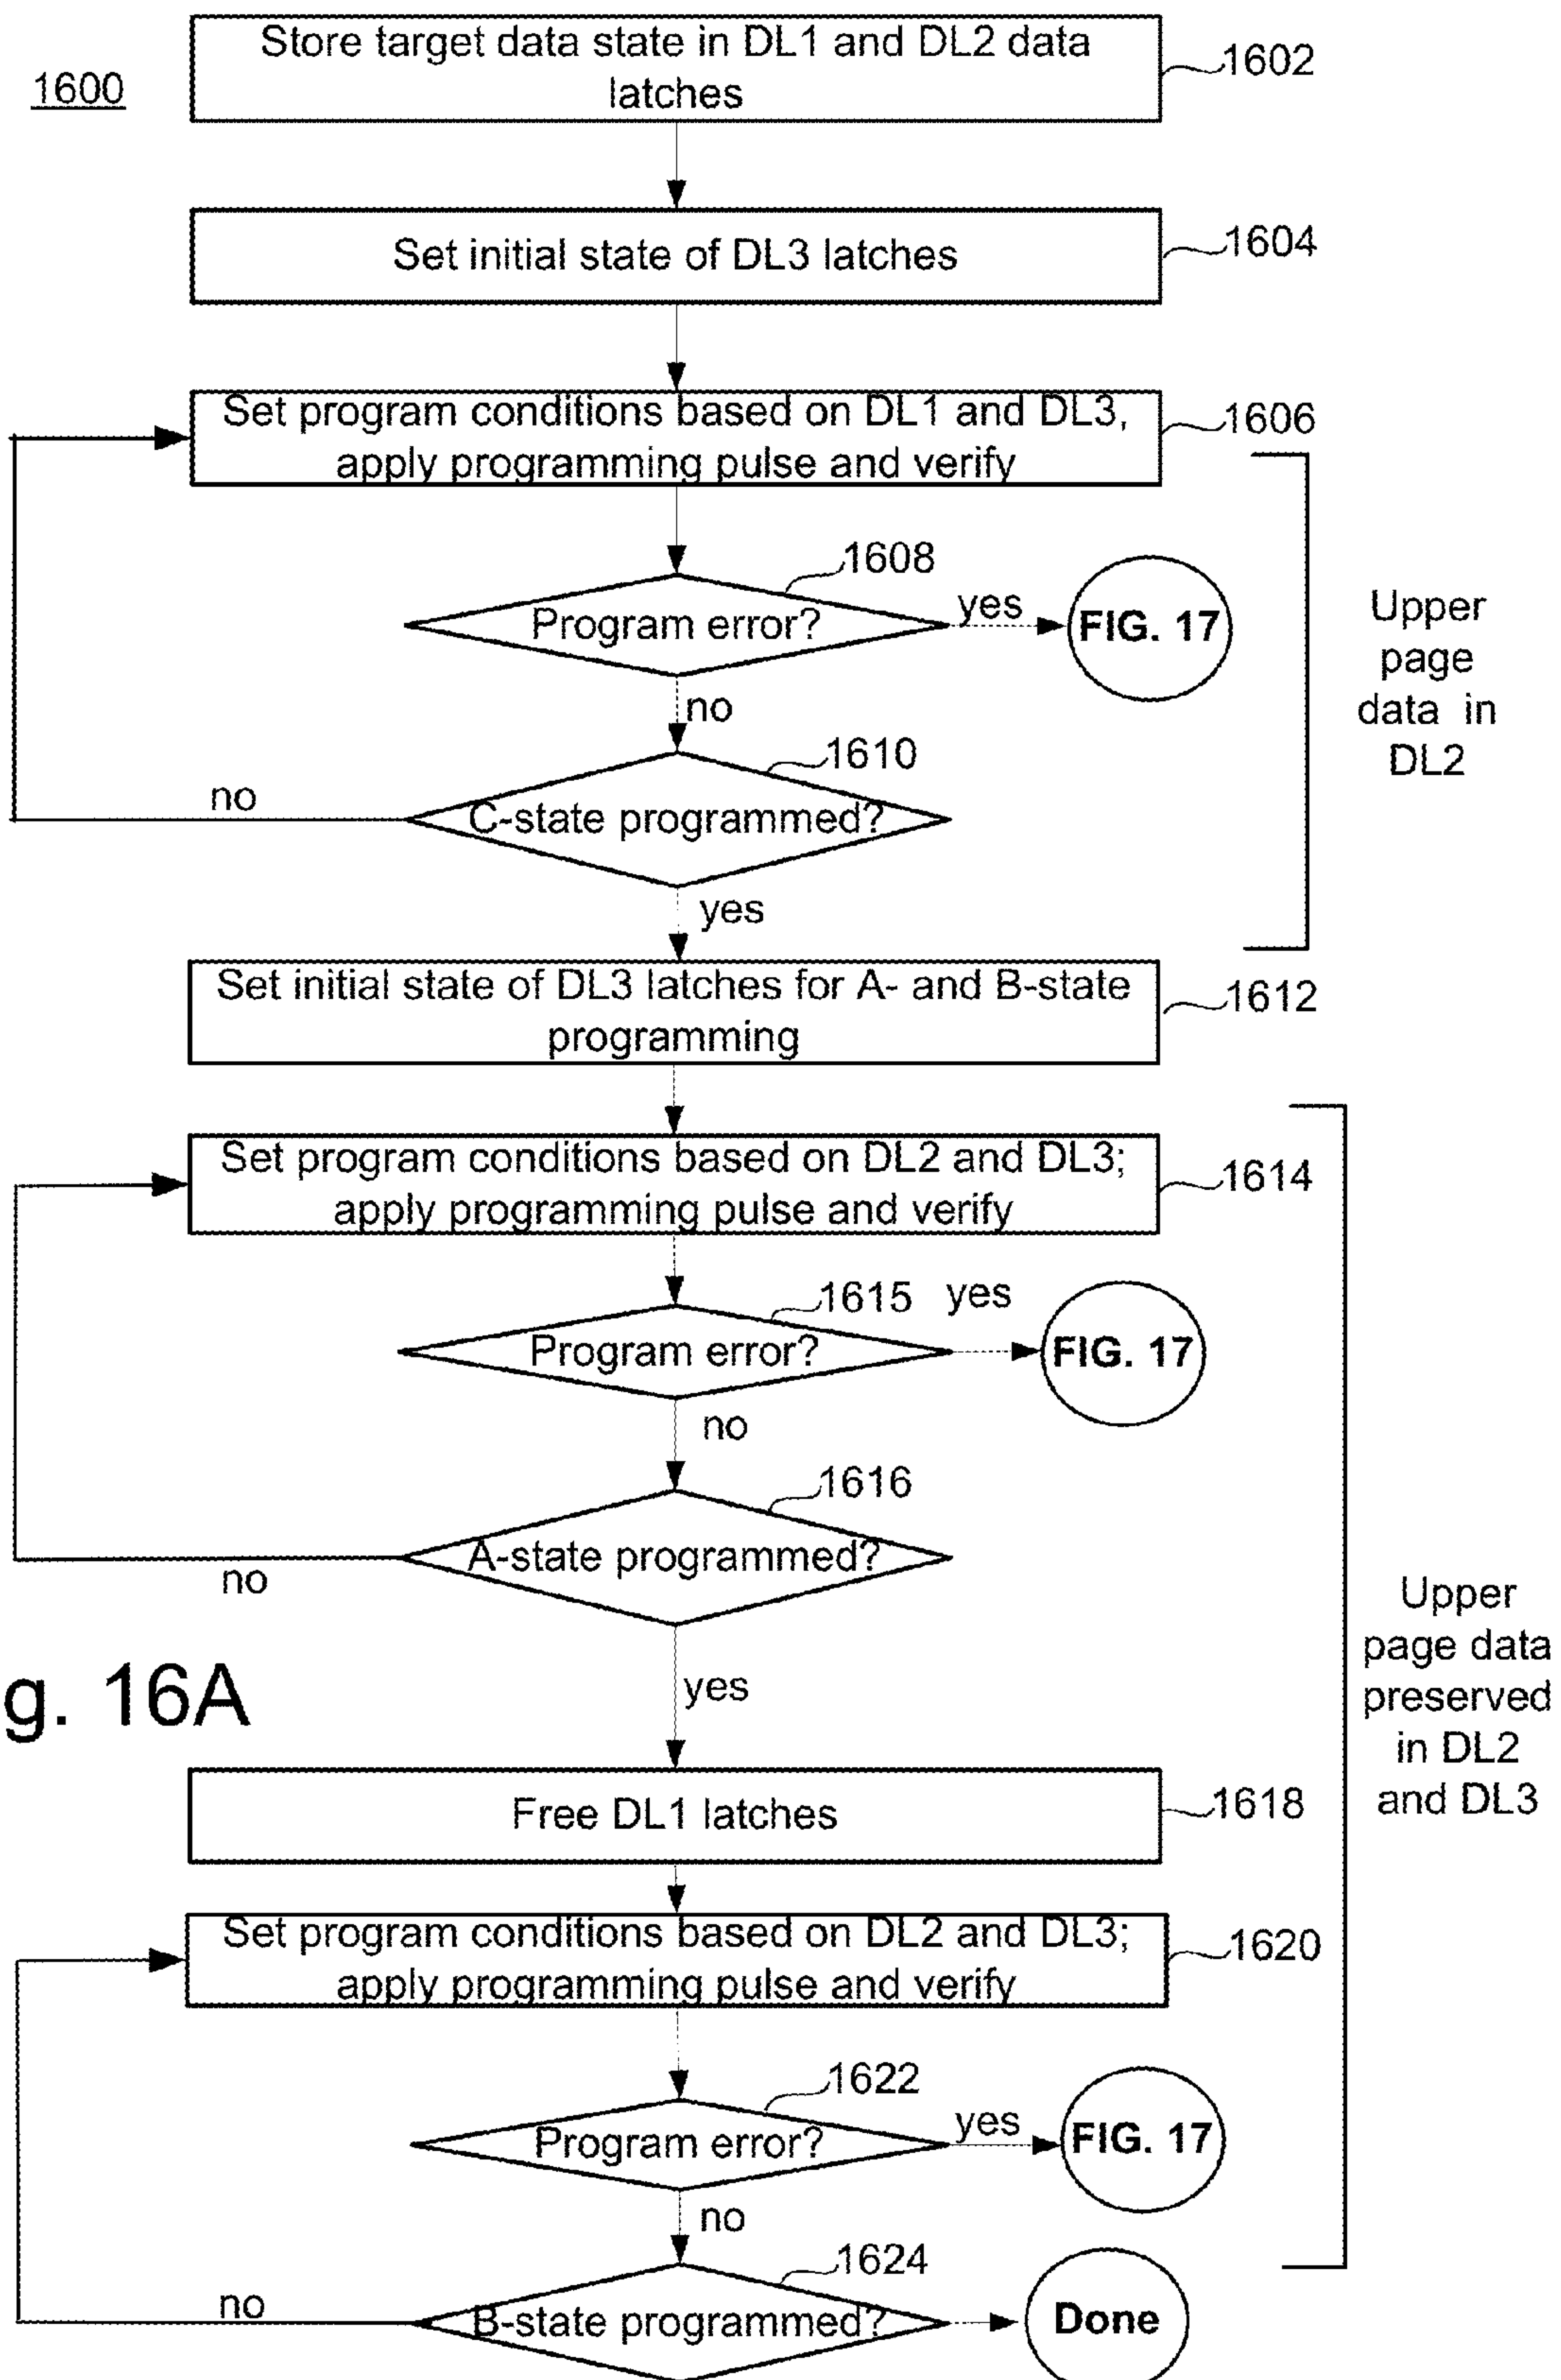 Store target data state in DL1 and DL2 data
latches
1602
1600
Set initial state of DL3 latches
1604
Set program conditions based on DL1 and DL3,
apply programming pulse and verify
1606
1608
Program error?
yes
FIG. 17
no
1610
C-state programmed?
no
yes
Upper
page
data in
DL2
Set initial state of DL3 latches for A- and B-state
programming
1612
Set program conditions based on DL2 and DL3;
apply programming pulse and verify
1614
1615
yes
Program error?
FIG. 17
no
1616
A-state programmed?
no
yes
g. 16A
Upper
page data
preserved
in DL2
and DL3
Free DL1 latches
1618
Set program conditions based on DL2 and DL3;
apply programming pulse and verify
1620
1622
Program error?
yes
FIG. 17
no
1624
B-state programmed?
no
Done